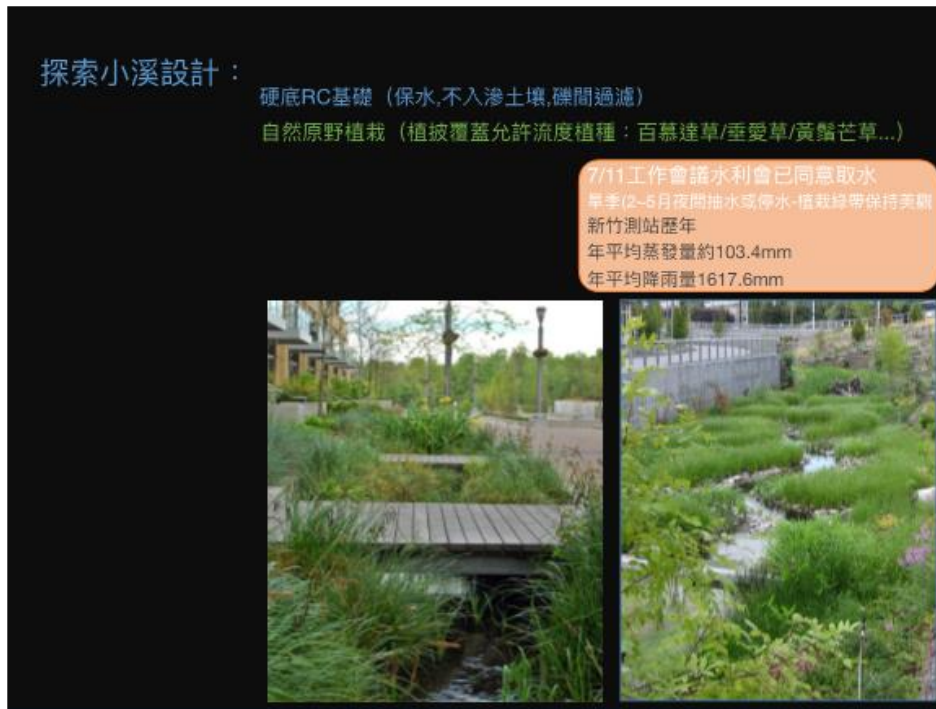 探索小溪設計：
硬底RC基礎（保水,不入滲土壤,礫間過濾）
自然原野植栽（植披覆蓋允許流度植種：百慕達草/垂愛草/黃鬚芒草...）
7/11工作會議水利會已同意取水
旱季(2~5月夜間抽水或停水-植栽綠帶保持美觀
新竹測站歷年
年平均蒸發量約103.4mm
年平均降雨量1617.6mm